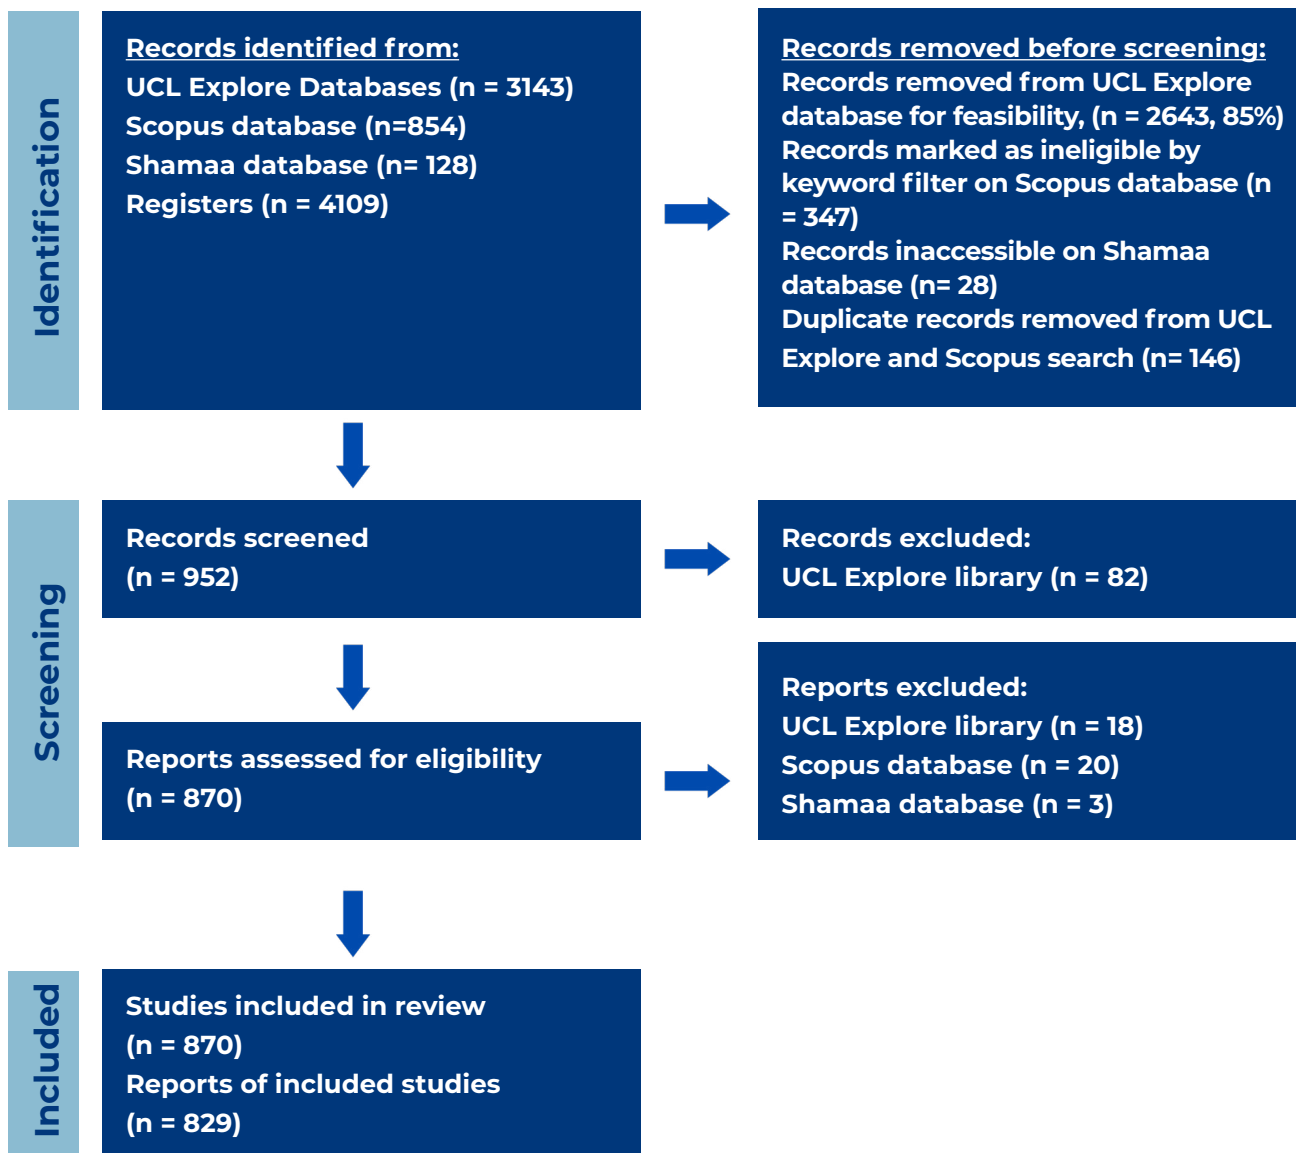 Identification
Records identified from:
UCL Explore Databases (n = 3143)
Scopus database (n=854)
Shamaa database (n= 128)
Registers (n = 4109)
Records removed before screening:
Records removed from UCL Explore
database for feasibility, (n = 2643, 85%)
Records marked as ineligible by
keyword filter on Scopus database (n
= 347)
Records inaccessible on Shamaa
database (n= 28)
Duplicate records removed from UCL
Explore and Scopus search (n= 146)
Screening
Records screened
(n = 952)
Records excluded:
UCL Explore library (n = 82)
Reports assessed for eligibility
(n = 870)
Reports excluded:
UCL Explore library (n = 18)
Scopus database (n = 20)
Shamaa database (n = 3)
Included
Studies included in review
(n = 870)
Reports of included studies
(n = 829)